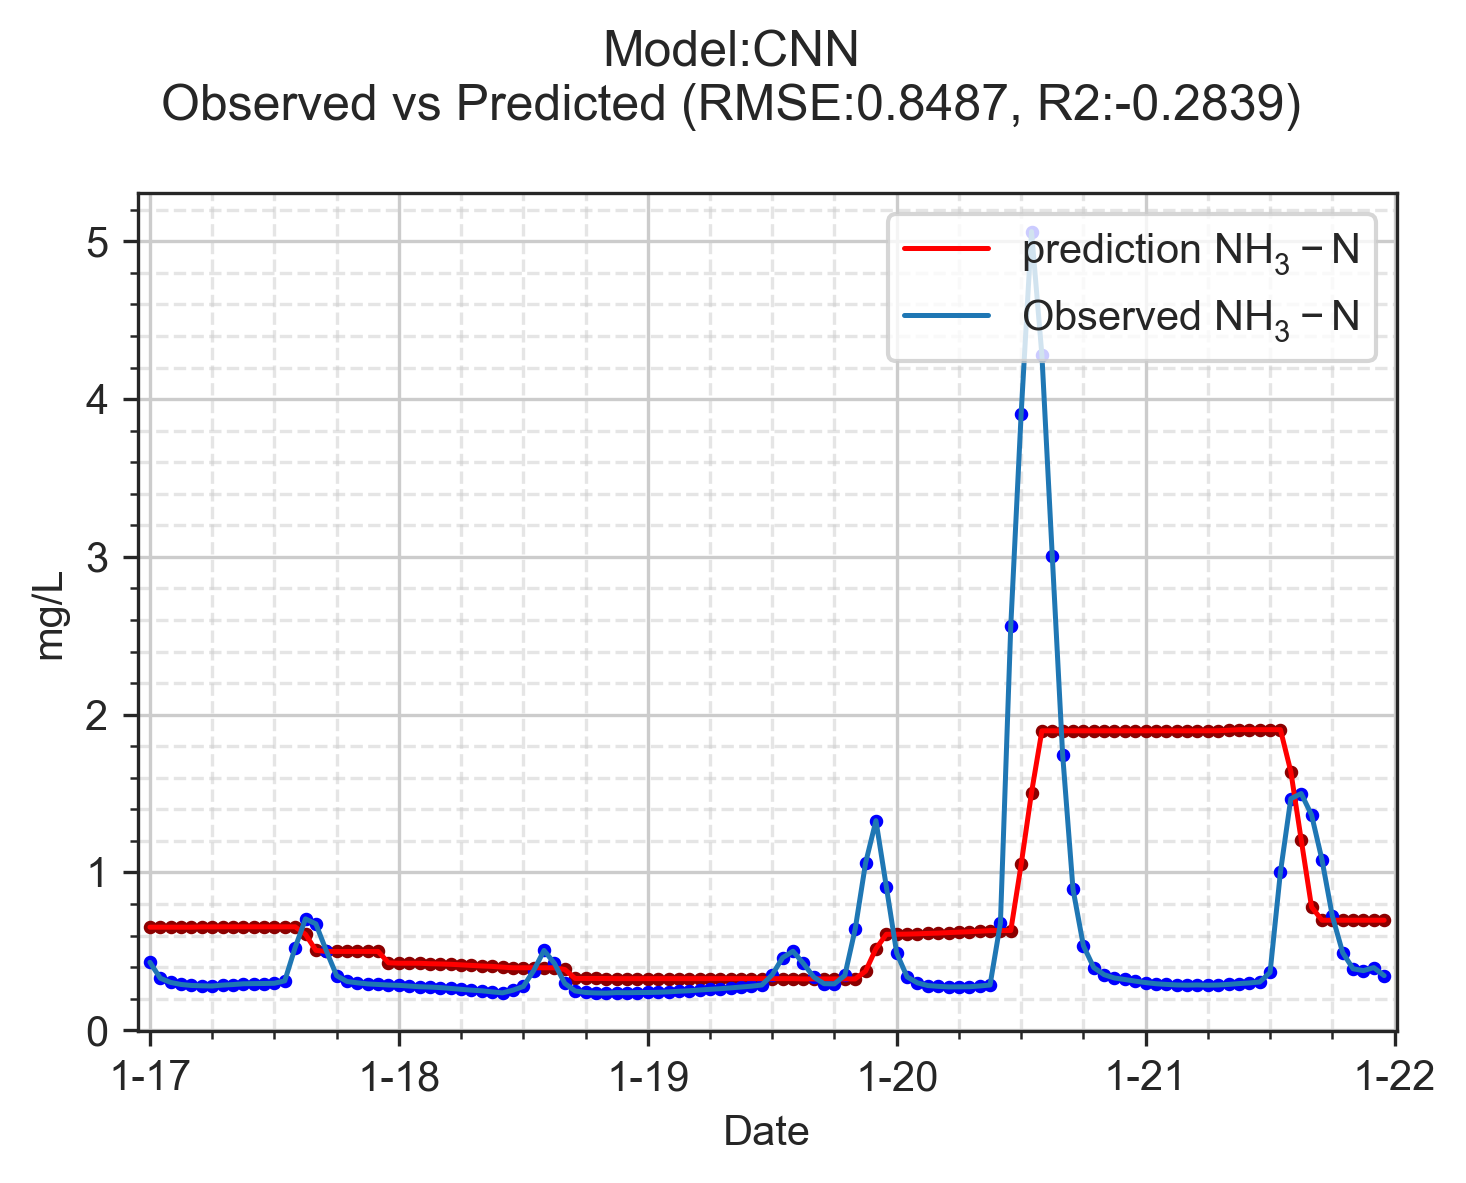 Model:CNN
Observed vs Predicted (RMSE:0.8487, R2:-0.2839)
prediction NH₃ − N
Observed NH₃ − N
5
4
3
2
1
0
mg/L
1-17 1-18 1-19 1-20 1-21 1-22
Date